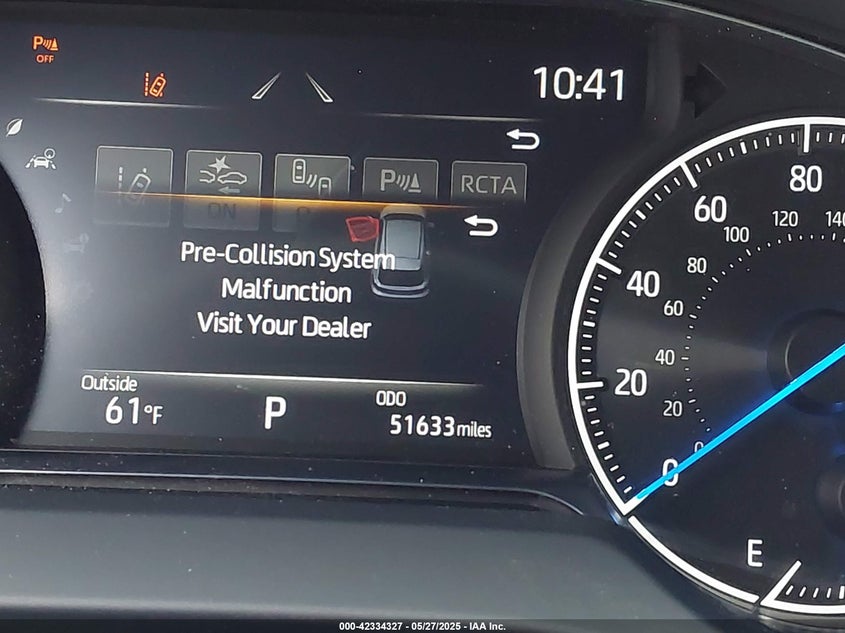 P
OFF
10:41
P
RCTA
ON
Pre-Collision System
Malfunction
Visit Your Dealer
Outside
61°F
P
ODO
51633 miles
80
60
40
20
0
120
100
80
60
40
20
0
E
000-42334327 - 05/27/2025 - IAA Inc.